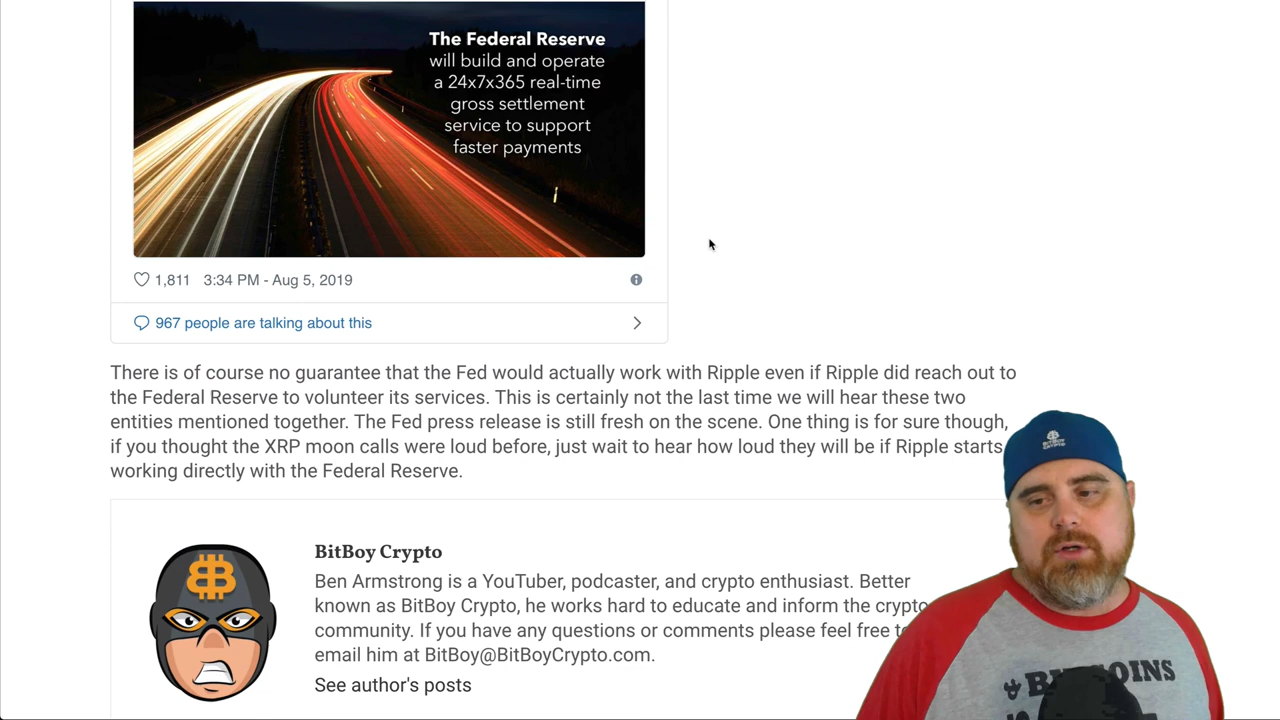 The Federal Reserve
will build and operate
a 24x7x365 real-time
gross settlement
service to support
faster payments
1,811 3:34 PM - Aug 5, 2019
967 people are talking about this
There is of course no guarantee that the Fed would actually work with Ripple even if Ripple did reach out to
the Federal Reserve to volunteer its services. This is certainly not the last time we will hear these two
entities mentioned together. The Fed press release is still fresh on the scene. One thing is for sure though,
if you thought the XRP moon calls were loud before, just wait to hear how loud they will be if Ripple starts
working directly with the Federal Reserve.
BITBOY
CRYPTO
BitBoy Crypto
Ben Armstrong is a YouTuber, podcaster, and crypto enthusiast. Better
known as BitBoy Crypto, he works hard to educate and inform the crypto
community. If you have any questions or comments please feel free to
email him at BitBoy@BitBoyCrypto.com.
See author's posts